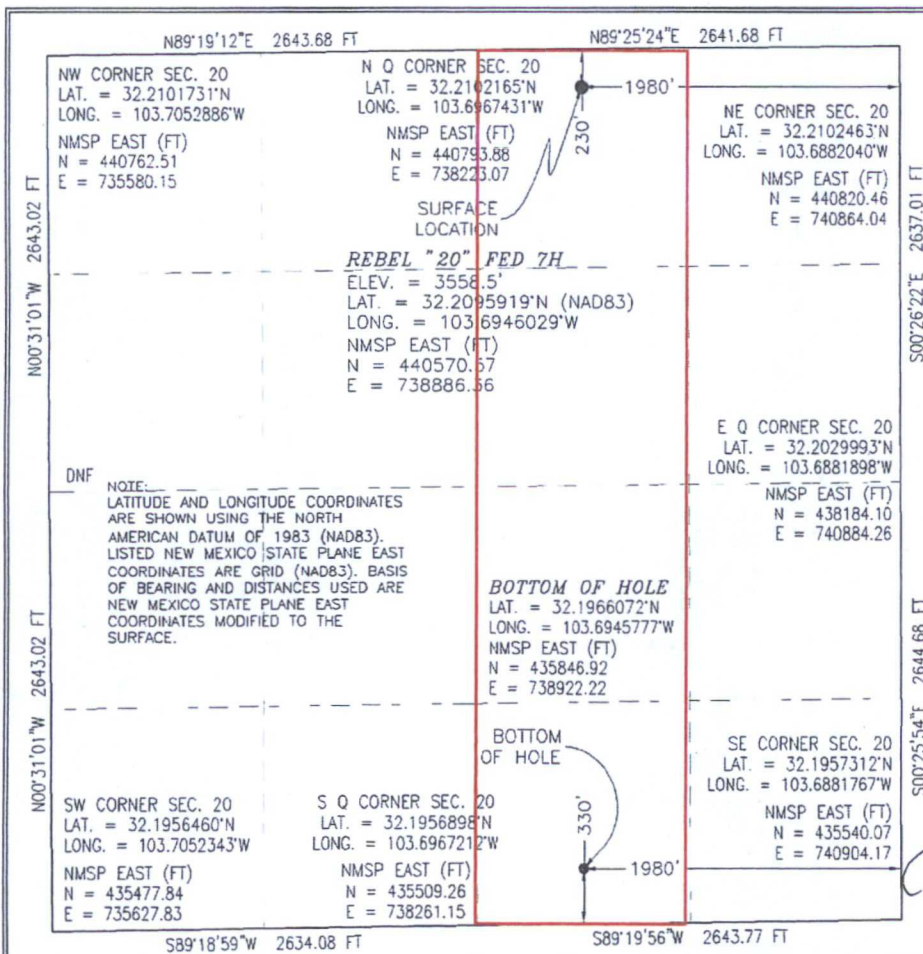 N89°19'12"E 2643.68 FT
N89°25'24"E 2641.68 FT
NW CORNER SEC. 20
LAT. = 32.2101731°N
LONG. = 103.7052886°W
NMSP EAST (FT)
N = 440762.51
E = 735580.15
N Q CORNER SEC. 20
LAT. = 32.2102165°N
LONG. = 103.6967431°W
NMSP EAST (FT)
N = 440793.88
E = 738223.07
1980'
230'
NE CORNER SEC. 20
LAT. = 32.2102463°N
LONG. = 103.6882040°W
NMSP EAST (FT)
N = 440820.46
E = 740864.04
SURFACE
LOCATION
N00°31'01"W 2643.02 FT
S00°26'22"E 2637.01 FT
REBEL "20" FED 7H
ELEV. = 3558.5'
LAT. = 32.2095919°N (NAD83)
LONG. = 103.6946029°W
NMSP EAST (FT)
N = 440570.57
E = 738886.56
E Q CORNER SEC. 20
LAT. = 32.2029993°N
LONG. = 103.6881898°W
NMSP EAST (FT)
N = 438184.10
E = 740884.26
DNF
NOTE:
LATITUDE AND LONGITUDE COORDINATES
ARE SHOWN USING THE NORTH
AMERICAN DATUM OF 1983 (NAD83).
LISTED NEW MEXICO STATE PLANE EAST
COORDINATES ARE GRID (NAD83). BASIS
OF BEARING AND DISTANCES USED ARE
NEW MEXICO STATE PLANE EAST
COORDINATES MODIFIED TO THE
SURFACE.
BOTTOM OF HOLE
LAT. = 32.1966072°N
LONG. = 103.6945777°W
NMSP EAST (FT)
N = 435846.92
E = 738922.22
N00°31'01"W 2643.02 FT
S00°25'54"E 2644.68 FT
BOTTOM
OF HOLE
330'
1980'
SE CORNER SEC. 20
LAT. = 32.1957312°N
LONG. = 103.6881767°W
NMSP EAST (FT)
N = 435540.07
E = 740904.17
SW CORNER SEC. 20
LAT. = 32.1956460°N
LONG. = 103.7052343°W
NMSP EAST (FT)
N = 435477.84
E = 735627.83
S Q CORNER SEC. 20
LAT. = 32.1956898°N
LONG. = 103.6967212°W
NMSP EAST (FT)
N = 435509.26
E = 738261.15
S89°18'59"W 2634.08 FT
S89°19'56"W 2643.77 FT